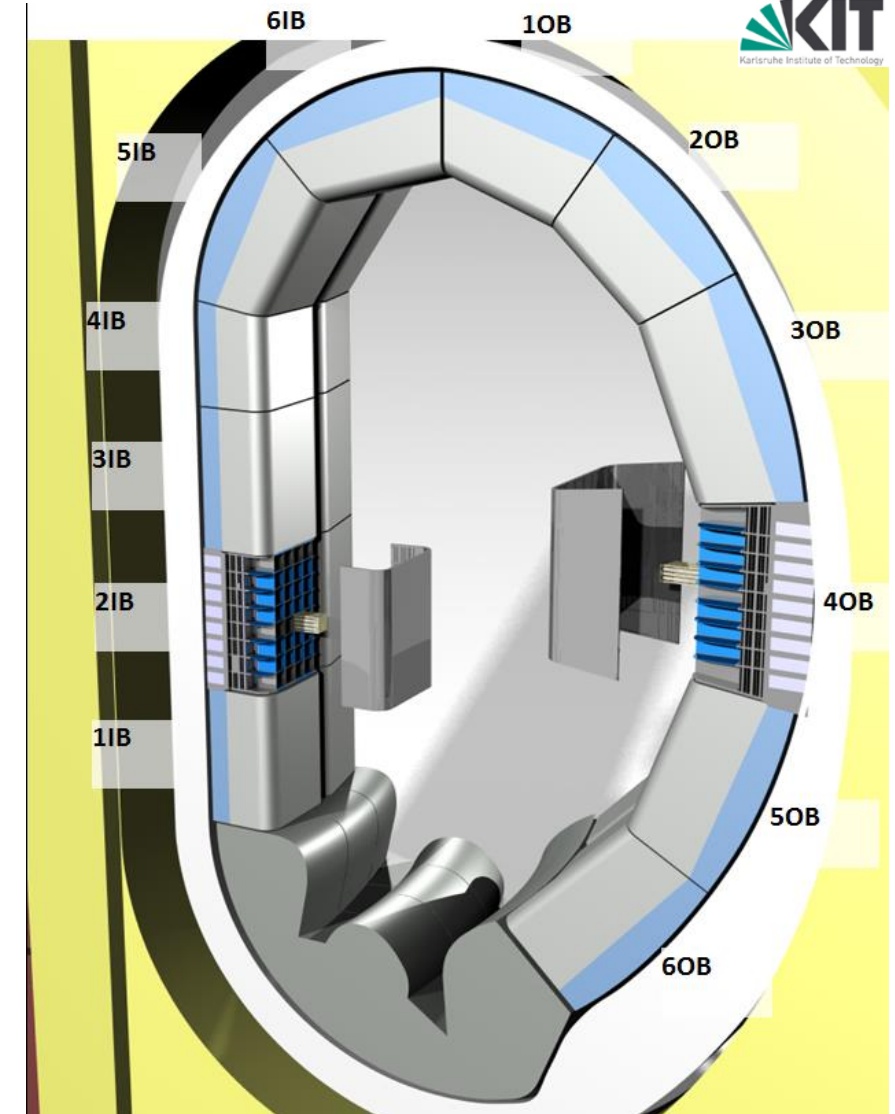 6IB
1OB
KIT
Karlsruhe Institute of Technology
5IB
2OB
4IB
3OB
3IB
2IB
4OB
1IB
5OB
6OB